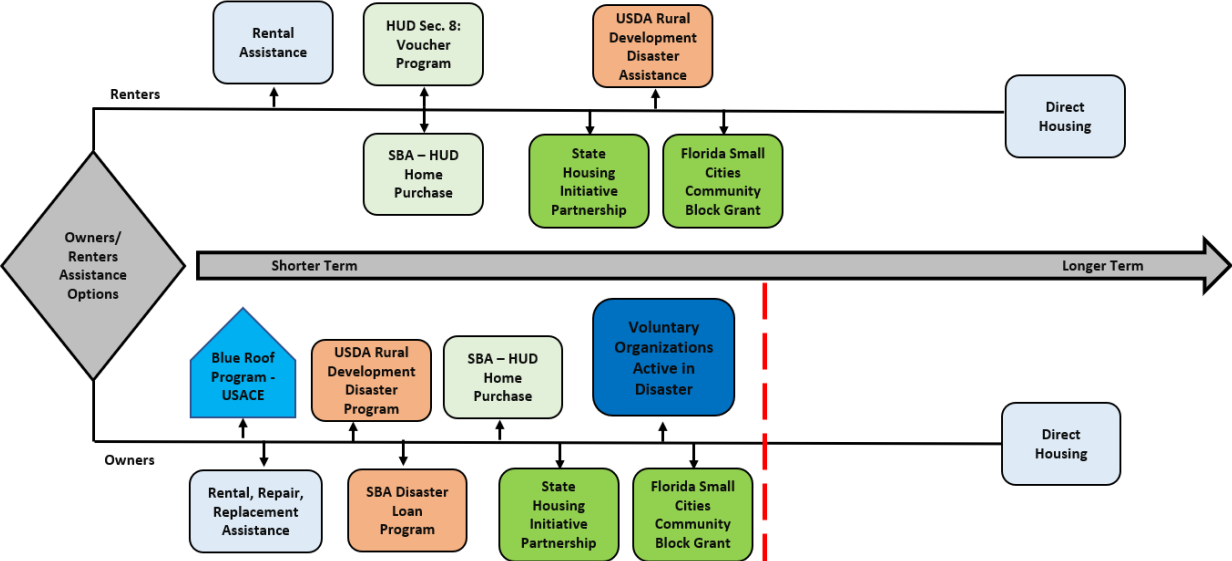 Rental
Assistance
HUD Sec. 8:
Voucher
Program
USDA Rural
Development
Disaster
Assistance
Renters
Direct
Housing
SBA – HUD
Home
Purchase
State
Housing
Initiative
Partnership
Florida Small
Cities
Community
Block Grant
Owners/
Renters
Assistance
Options
Shorter Term
Longer Term
Blue Roof
Program -
USACE
USDA Rural
Development
Disaster
Program
SBA – HUD
Home
Purchase
Voluntary
Organizations
Active in
Disaster
Owners
Direct
Housing
Rental, Repair,
Replacement
Assistance
SBA Disaster
Loan
Program
State
Housing
Initiative
Partnership
Florida Small
Cities
Community
Block Grant